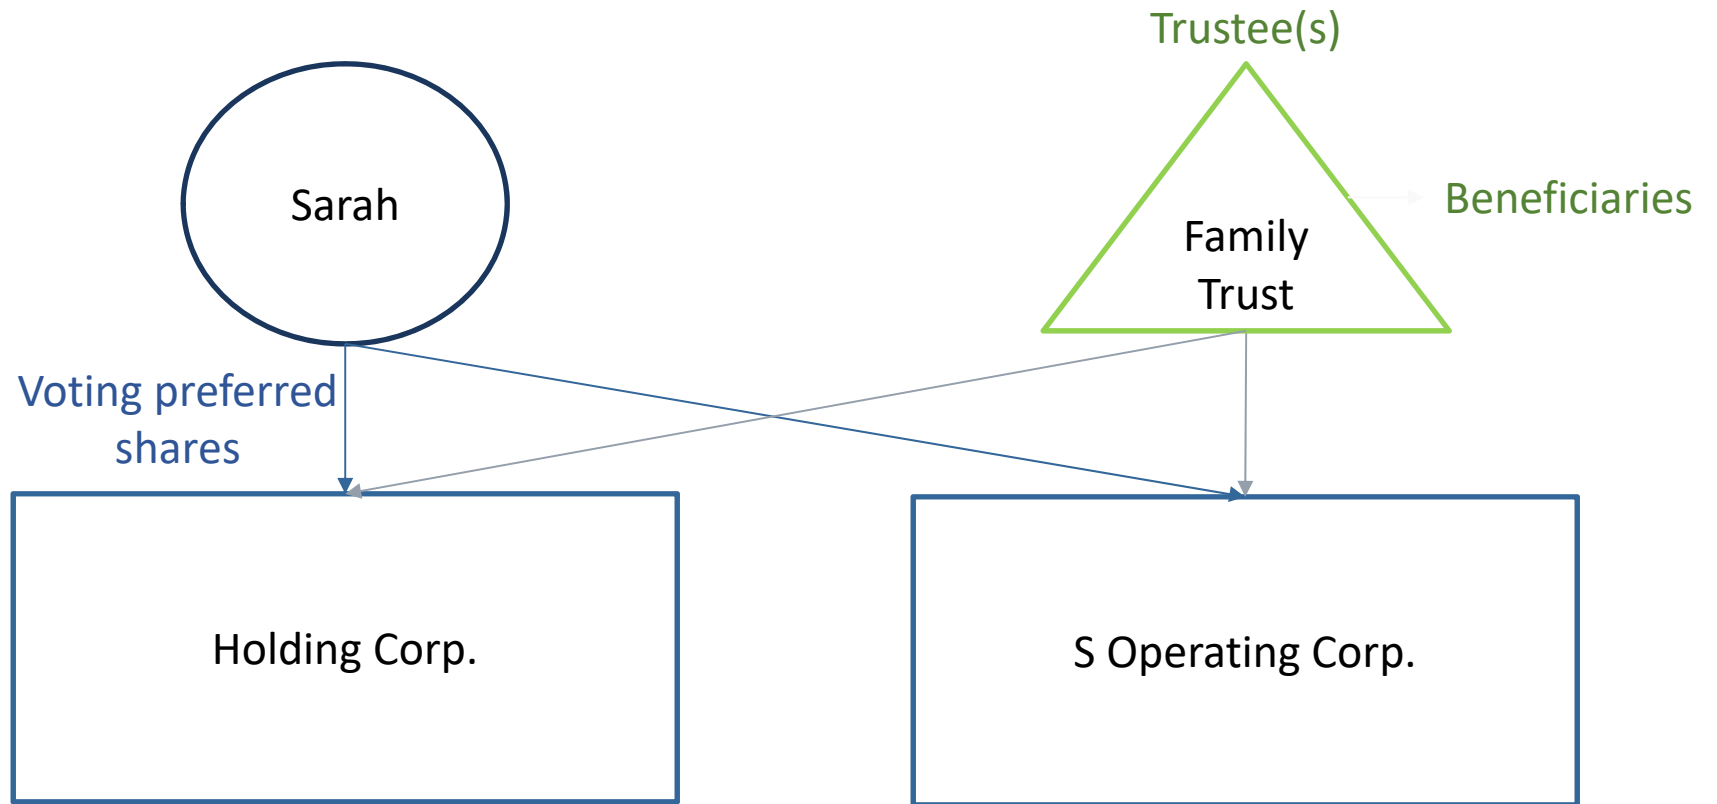 Trustee(s)
Sarah
Beneficiaries
Family
Trust
Voting preferred
shares
Holding Corp.
S Operating Corp.